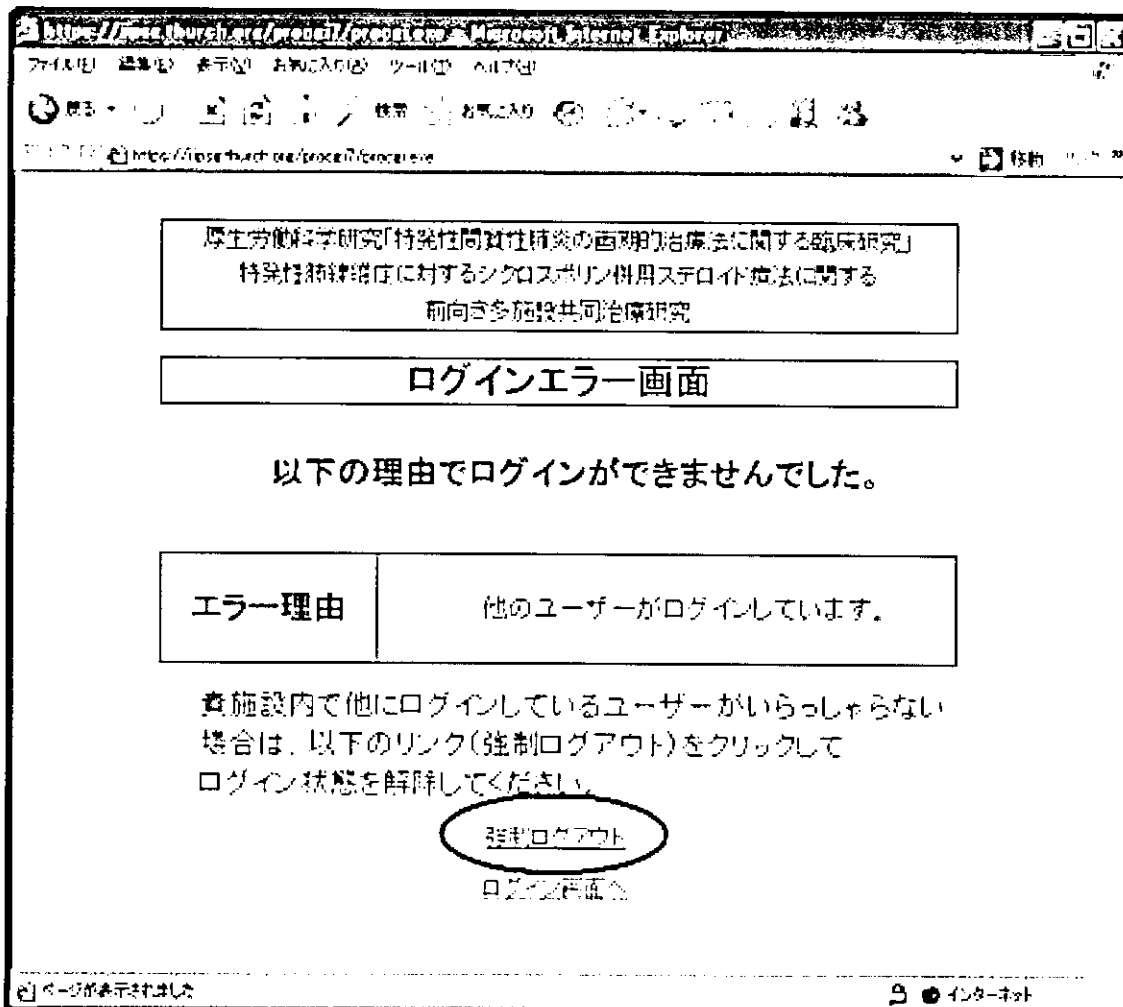 ファイル(F) 編集(E) 表示(V) お気に入り(A) ツール(T) ヘルプ(H)
戻る 検索 お気に入り
移動
厚生労働科学研究「特発性間質性肺炎の画期的治療法に関する臨床研究」
特発性肺線維症に対するシクロスポリン併用ステロイド療法に関する
前向き多施設共同治療研究
ログインエラー画面
以下の理由でログインができませんでした。
エラー理由 他のユーザーがログインしています。
貴施設内で他にログインしているユーザーがいらっしゃらない
場合は、以下のリンク(強制ログアウト)をクリックして
ログイン状態を解除してください。
強制ログアウト
ログイン画面へ
ページが表示されました インターネット